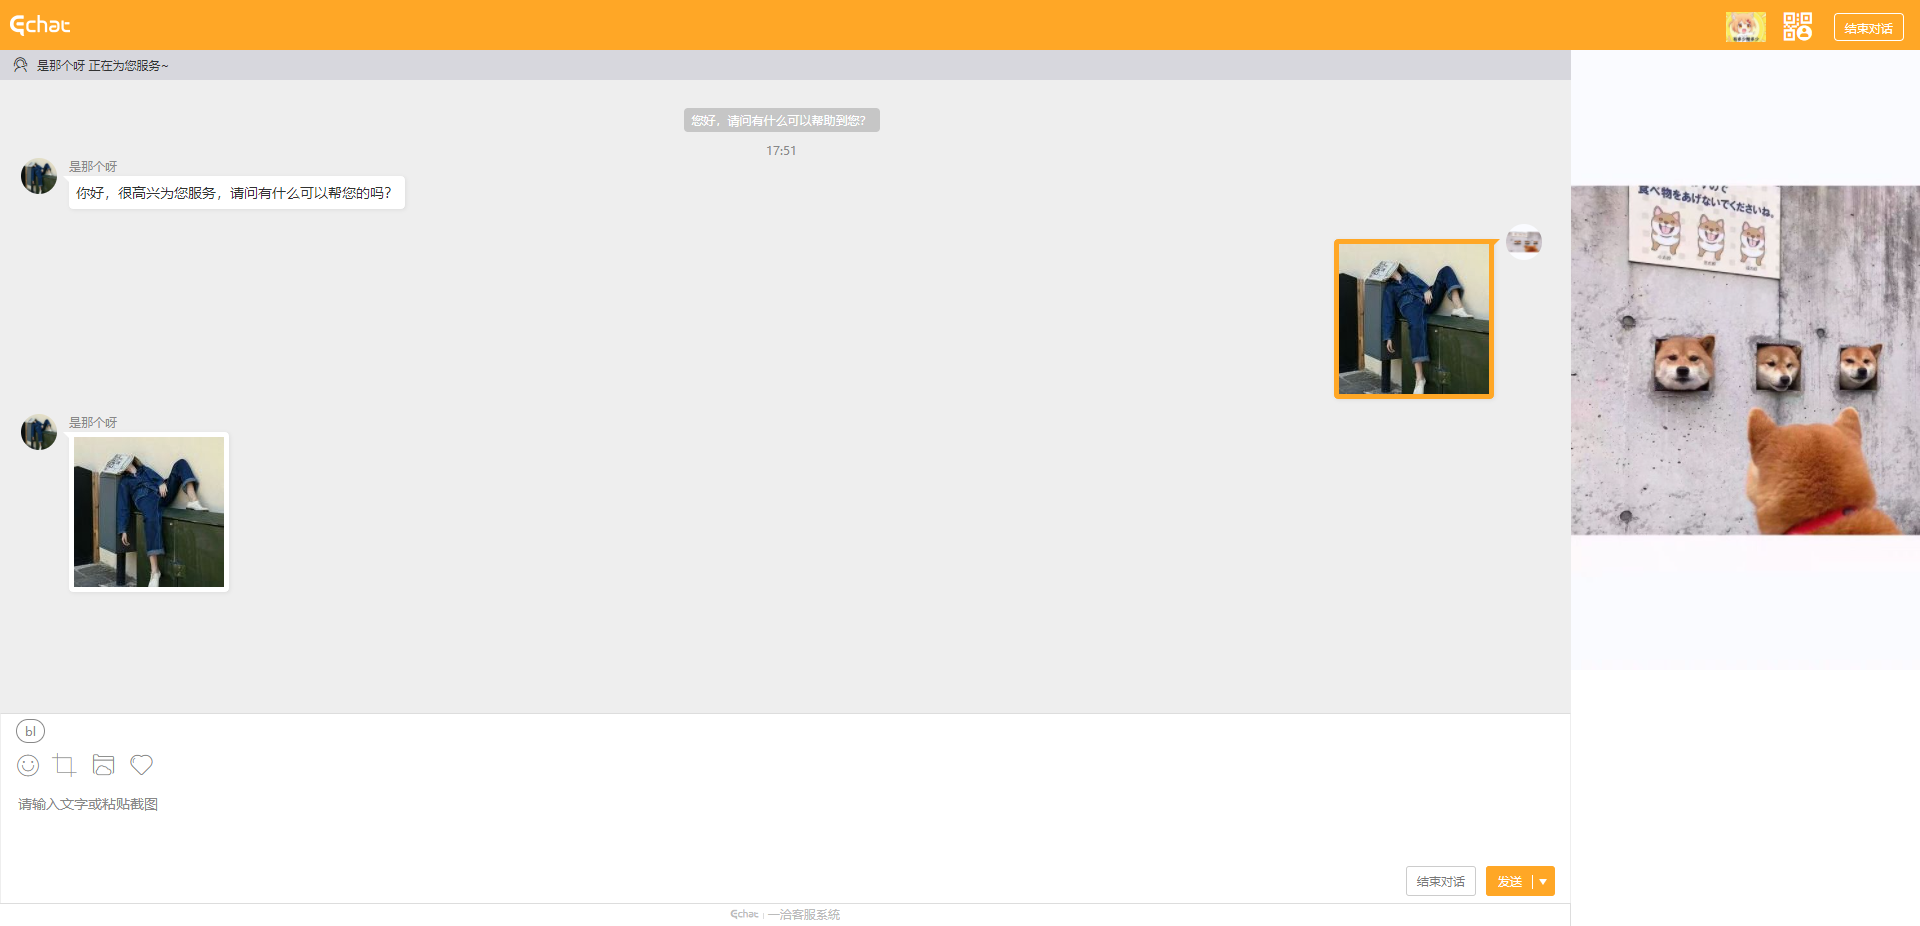 Echat
结束对话
是那个呀 正在为您服务~
您好，请问有什么可以帮助到您？
17:51
是那个呀
你好，很高兴为您服务，请问有什么可以帮您的吗？
是那个呀
食べ物をあげないでくださいね。
bl
请输入文字或粘贴截图
结束对话
发送
Echat | 一洽客服系统